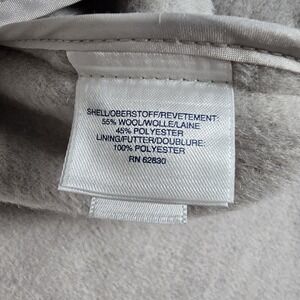 SHELL/OBERSTOFF/REVETEMENT:
55% WOOL/WOLLE/LAINE
45% POLYESTER
LINING/FUTTER/DOUBLURE:
100% POLYESTER
RN 62830